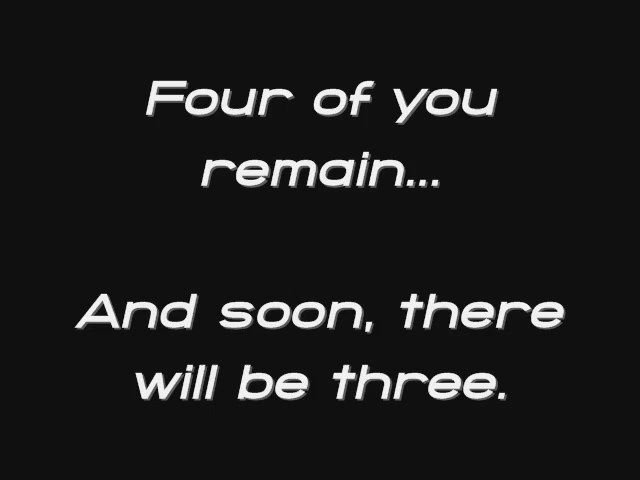 Four of you
remain...
And soon, there
will be three.